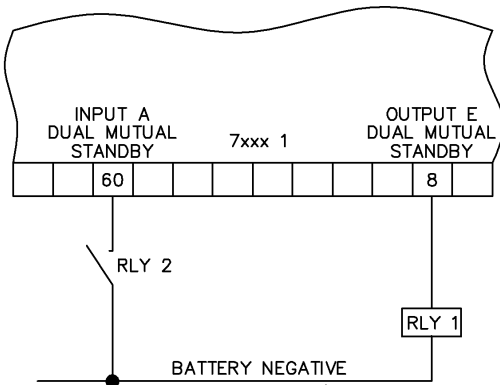 INPUT A
DUAL MUTUAL
STANDBY
7xxx 1
OUTPUT E
DUAL MUTUAL
STANDBY
60
8
RLY 2
RLY 1
BATTERY NEGATIVE